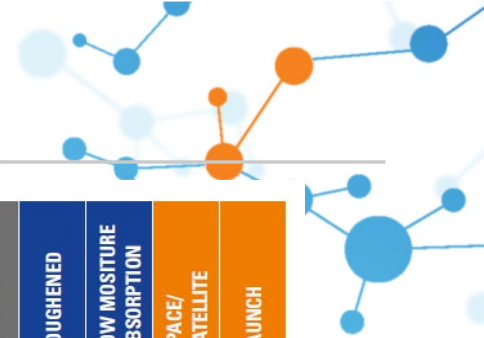 OUGHENED
OW MOSITURE
BSORPTION
PACE/
ATELLITE
AUNCH